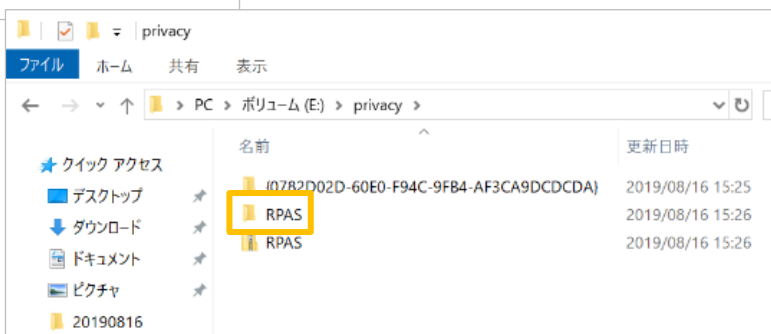 privacy
ファイル ホーム 共有 表示
PC ボリューム (E:) privacy
名前 更新日時
クイック アクセス
{07B2D02D-60E0-F94C-9FB4-AF3CA9DCDCDA} 2019/08/16 15:25
デスクトップ
RPAS 2019/08/16 15:26
ダウンロード
RPAS 2019/08/16 15:26
ドキュメント
ピクチャ
20190816